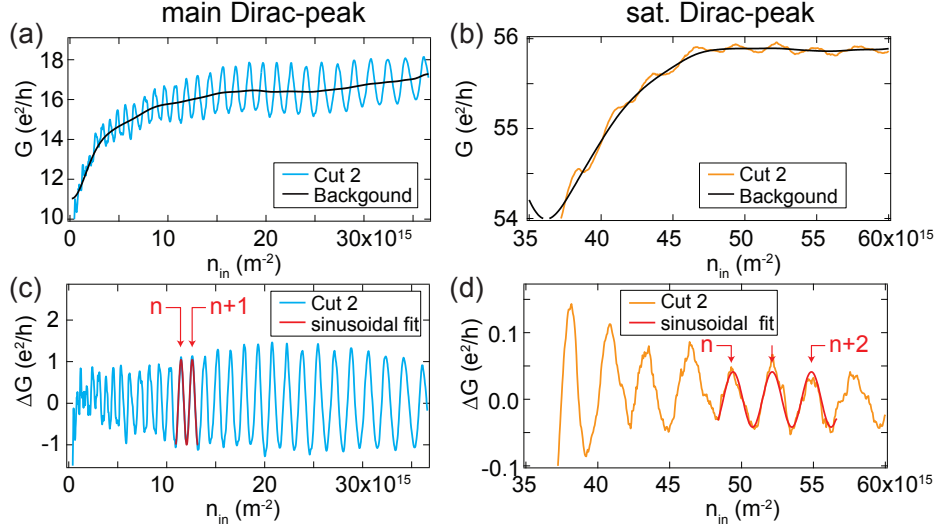 main Dirac-peak
sat. Dirac-peak
(a)
18
16
14
12
10
G (e²/h)
Cut 2
Backgound
0
10
20
30x10¹⁵
n_in (m⁻²)
(b)
56
55
54
G (e²/h)
Cut 2
Backgound
35
40
45
50
55
60x10¹⁵
n_in (m⁻²)
(c)
n
n+1
2
1
0
-1
ΔG (e²/h)
Cut 2
sinusoidal fit
0
10
20
30x10¹⁵
n_in (m⁻²)
(d)
n
n+2
0.1
0.0
-0.1
ΔG (e²/h)
Cut 2
sinusoidal fit
35
40
45
50
55
60x10¹⁵
n_in (m⁻²)